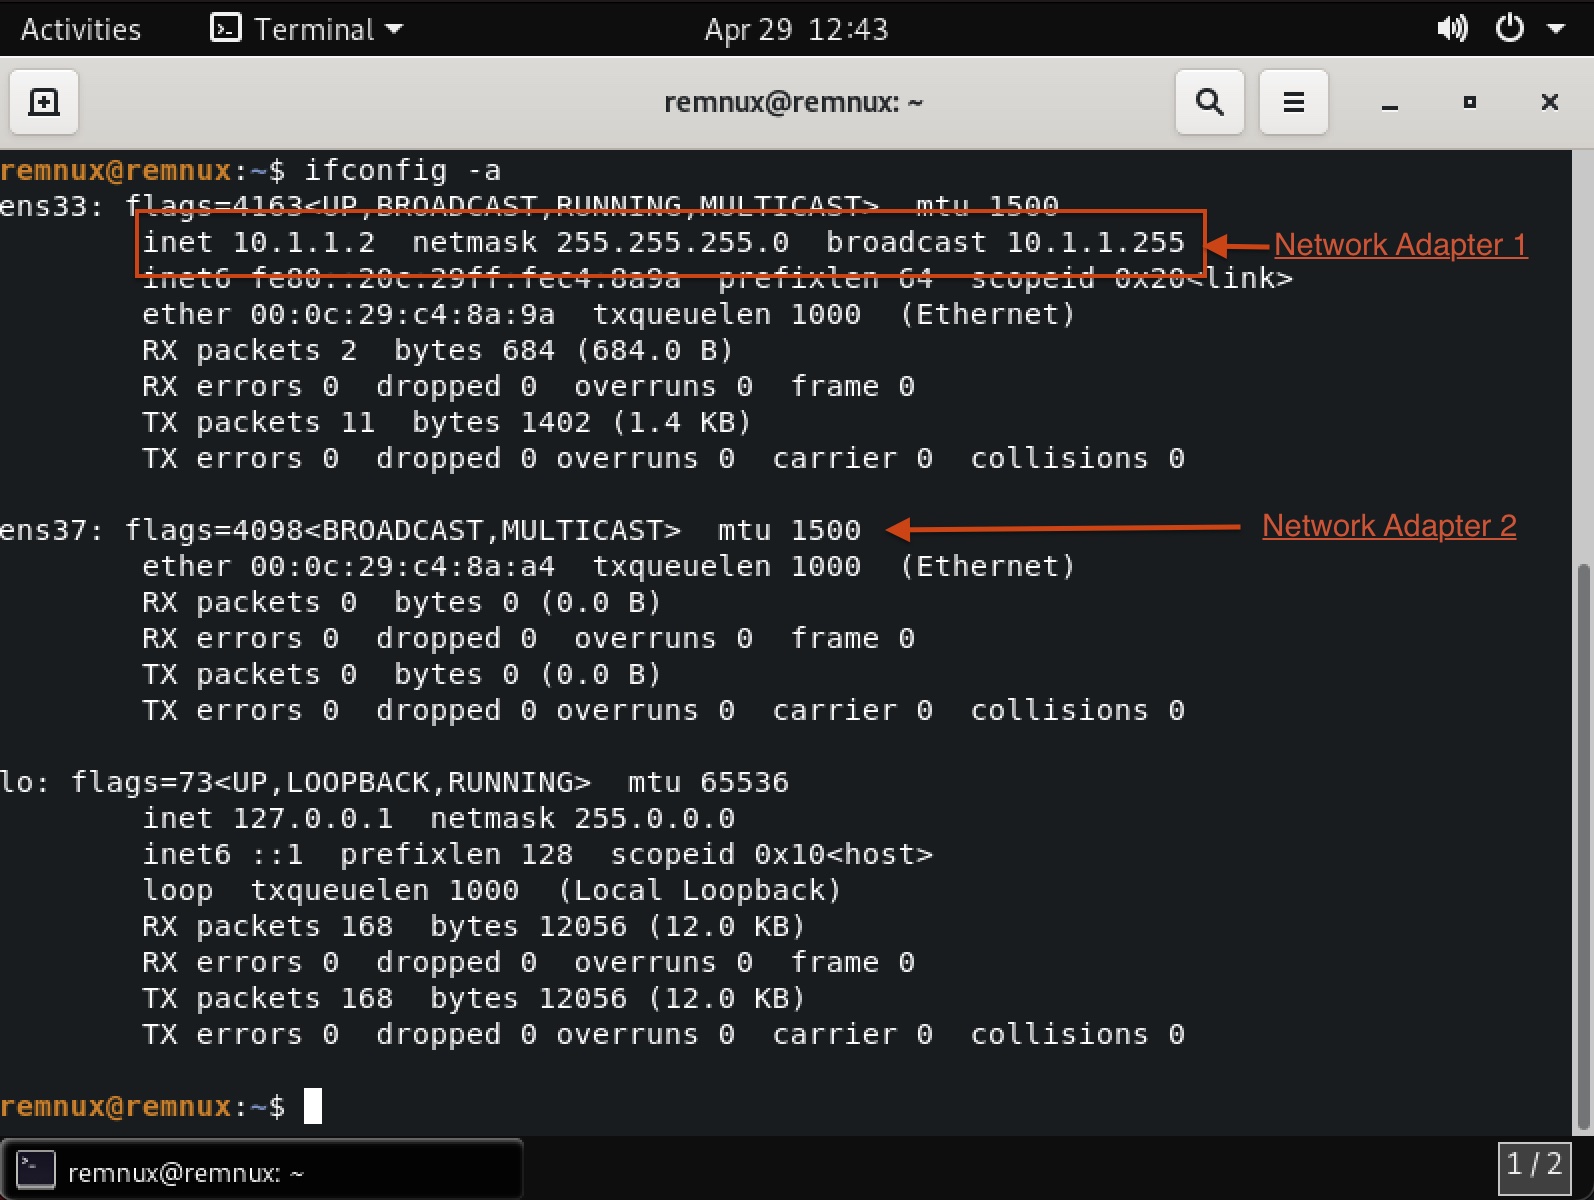 Activities Terminal Apr 29 12:43
remnux@remnux: ~
remnux@remnux:~$ ifconfig -a
ens33: flags=4163<UP,BROADCAST,RUNNING,MULTICAST>  mtu 1500
inet 10.1.1.2  netmask 255.255.255.0  broadcast 10.1.1.255 Network Adapter 1
inet6 fe80::20c:29ff:fec4:8a9a  prefixlen 64  scopeid 0x20<link>
ether 00:0c:29:c4:8a:9a  txqueuelen 1000  (Ethernet)
RX packets 2  bytes 684 (684.0 B)
RX errors 0  dropped 0  overruns 0  frame 0
TX packets 11  bytes 1402 (1.4 KB)
TX errors 0  dropped 0 overruns 0  carrier 0  collisions 0
ens37: flags=4098<BROADCAST,MULTICAST>  mtu 1500 Network Adapter 2
ether 00:0c:29:c4:8a:a4  txqueuelen 1000  (Ethernet)
RX packets 0  bytes 0 (0.0 B)
RX errors 0  dropped 0  overruns 0  frame 0
TX packets 0  bytes 0 (0.0 B)
TX errors 0  dropped 0 overruns 0  carrier 0  collisions 0
lo: flags=73<UP,LOOPBACK,RUNNING>  mtu 65536
inet 127.0.0.1  netmask 255.0.0.0
inet6 ::1  prefixlen 128  scopeid 0x10<host>
loop  txqueuelen 1000  (Local Loopback)
RX packets 168  bytes 12056 (12.0 KB)
RX errors 0  dropped 0  overruns 0  frame 0
TX packets 168  bytes 12056 (12.0 KB)
TX errors 0  dropped 0 overruns 0  carrier 0  collisions 0
remnux@remnux:~$
remnux@remnux: ~ 1 / 2